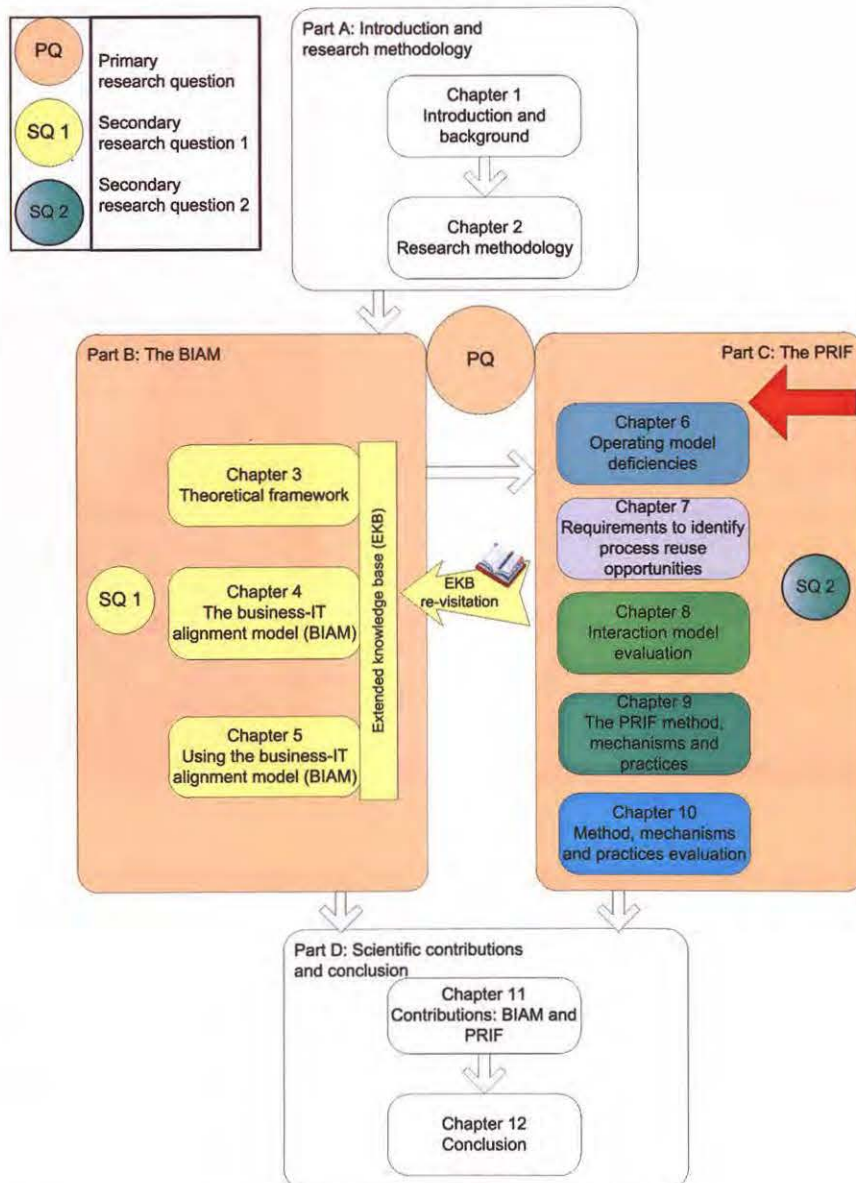 PQ
Primary
research question
SQ 1
Secondary
research question 1
SQ 2
Secondary
research question 2
Part A: Introduction and
research methodology
Chapter 1
Introduction and
background
Chapter 2
Research methodology
Part B: The BIAM
PQ
Part C: The PRIF
SQ 1
Chapter 3
Theoretical framework
Chapter 4
The business-IT
alignment model (BIAM)
Chapter 5
Using the business-IT
alignment model (BIAM)
Extended knowledge base (EKB)
EKB
re-visitation
Chapter 6
Operating model
deficiencies
Chapter 7
Requirements to identify
process reuse
opportunities
Chapter 8
Interaction model
evaluation
Chapter 9
The PRIF method,
mechanisms and
practices
Chapter 10
Method, mechanisms
and practices evaluation
SQ 2
Part D: Scientific contributions
and conclusion
Chapter 11
Contributions: BIAM and
PRIF
Chapter 12
Conclusion